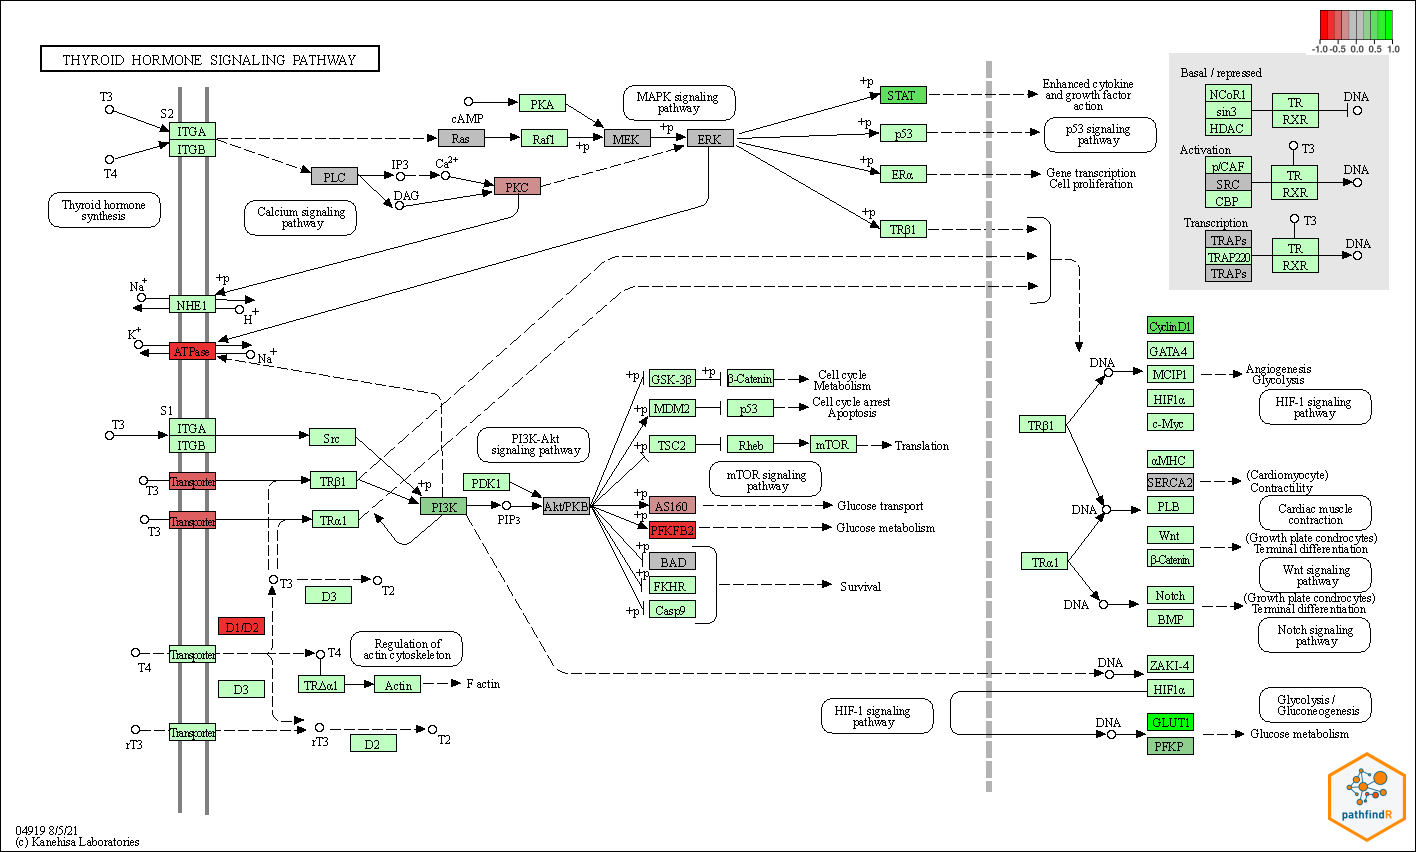 THYROID HORMONE SIGNALING PATHWAY
-1.0 -0.5 0.0 0.5 1.0
T3
S2
ITGA
ITGB
T4
Thyroid hormone
synthesis
cAMP
PKA
MAPK signaling
pathway
Ras
Raf1
+p
MEK
+p
ERK
PLC
IP3
Ca2+
DAG
PKC
Calcium signaling
pathway
+p
STAT
Enhanced cytokine
and growth factor
action
+p
p53
p53 signaling
pathway
+p
ERα
Gene transcription
Cell proliferation
+p
TRβ1
Basal / repressed
NCoR1
sin3
HDAC
TR
RXR
DNA
Activation
p/CAF
SRC
CBP
T3
TR
RXR
DNA
Transcription
TRAPs
TRAP220
TRAPs
T3
TR
RXR
DNA
Na+
+p
NHE1
H+
K+
ATPase
Na+
S1
T3
ITGA
ITGB
Src
Transporter
T3
TRβ1
Transporter
T3
TRα1
+p
PI3K
PI3K-Akt
signaling pathway
PDK1
PIP3
Akt/PKB
+p
GSK-3β
+p
β-Catenin
Cell cycle
Metabolism
MDM2
p53
Cell cycle arrest
Apoptosis
+p
TSC2
Rheb
mTOR
Translation
mTOR signaling
pathway
+p
AS160
Glucose transport
+p
PFKFB2
Glucose metabolism
+p
BAD
+p
FKHR
Survival
+p
Casp9
T3
T2
D3
D1/D2
Transporter
T4
T4
Regulation of
actin cytoskeleton
D3
TRΔα1
Actin
F actin
Transporter
rT3
rT3
D2
T2
DNA
CyclinD1
GATA4
MCIP1
HIF1α
c-Myc
Angiogenesis
Glycolysis
HIF-1 signaling
pathway
TRβ1
αMHC
SERCA2
PLB
(Cardiomyocyte)
Contractility
Cardiac muscle
contraction
DNA
Wnt
β-Catenin
(Growth plate condrocytes)
Terminal differentiation
Wnt signaling
pathway
TRα1
DNA
Notch
BMP
(Growth plate condrocytes)
Terminal differentiation
Notch signaling
pathway
DNA
ZAKI-4
HIF1α
HIF-1 signaling
pathway
DNA
GLUT1
PFKP
Glycolysis /
Gluconeogenesis
Glucose metabolism
pathfindR
04919 8/5/21
(c) Kanehisa Laboratories